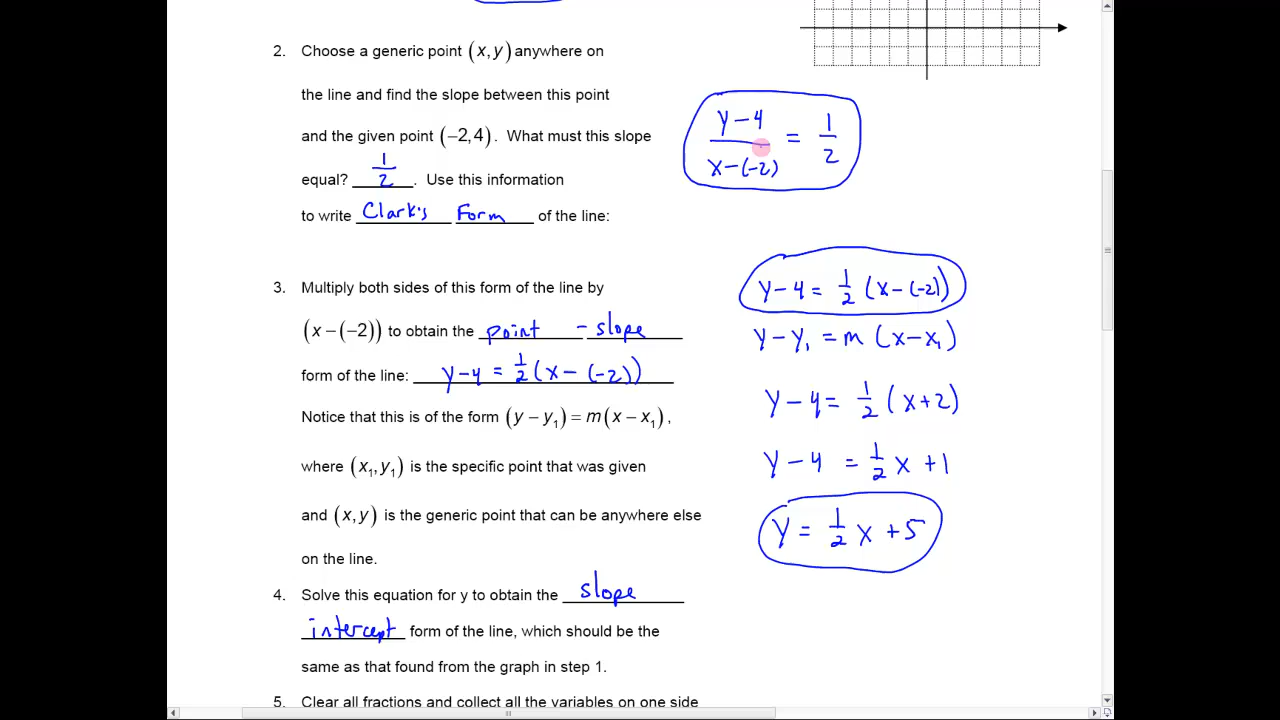 2. Choose a generic point (x, y) anywhere on
the line and find the slope between this point
and the given point (−2, 4). What must this slope
equal? 1/2. Use this information
to write Clark's Form of the line:
(y − 4)/(x − (−2)) = 1/2
3. Multiply both sides of this form of the line by
(x − (−2)) to obtain the point - slope
form of the line: y − 4 = 1/2 (x − (−2))
Notice that this is of the form (y − y₁) = m(x − x₁),
where (x₁, y₁) is the specific point that was given
and (x, y) is the generic point that can be anywhere else
on the line.
y − 4 = 1/2 (x − (−2))
y − y₁ = m (x − x₁)
y − 4 = 1/2 (x + 2)
y − 4 = 1/2 x + 1
y = 1/2 x + 5
4. Solve this equation for y to obtain the slope
intercept form of the line, which should be the
same as that found from the graph in step 1.
5. Clear all fractions and collect all the variables on one side